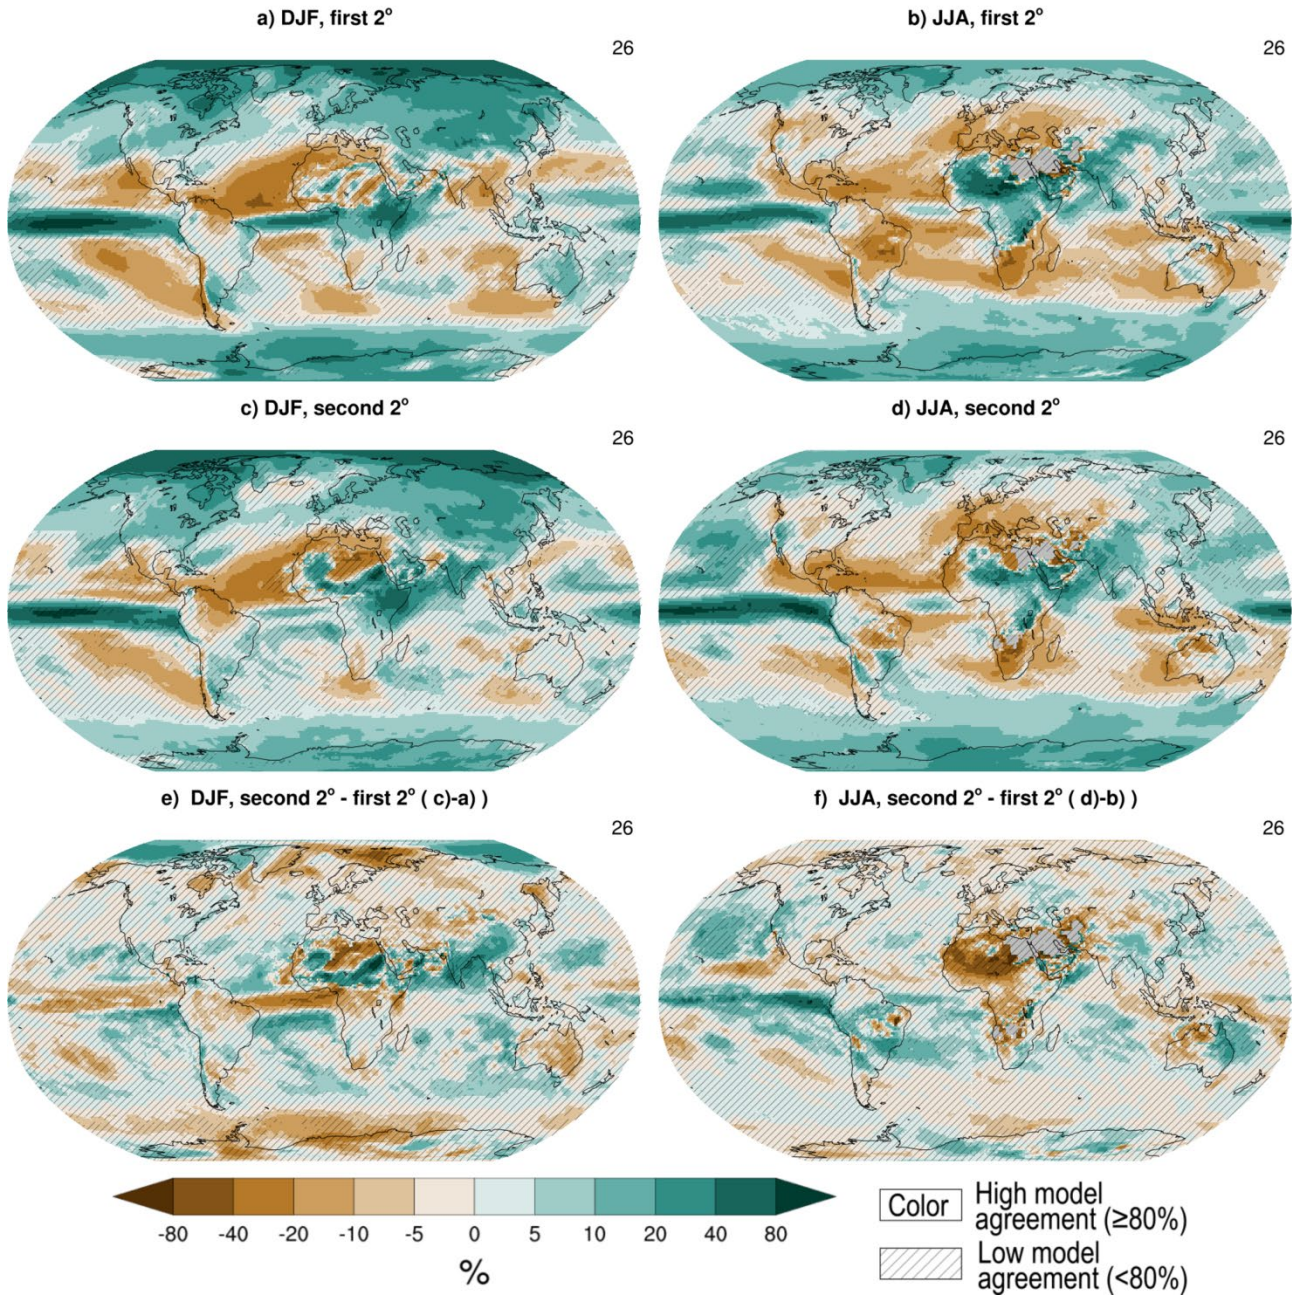 a) DJF, first 2°
b) JJA, first 2°
26
26
c) DJF, second 2°
d) JJA, second 2°
26
26
e) DJF, second 2° - first 2° ( c)-a) )
f) JJA, second 2° - first 2° ( d)-b) )
26
26
-80 -40 -20 -10 -5 0 5 10 20 40 80
%
Color
High model
agreement (≥80%)
Low model
agreement (<80%)